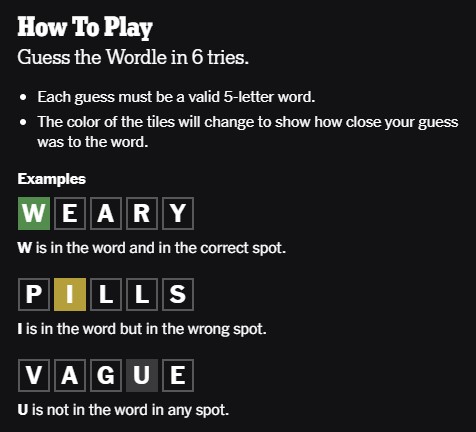 How To Play
Guess the Wordle in 6 tries.
• Each guess must be a valid 5-letter word.
• The color of the tiles will change to show how close your guess
was to the word.
Examples
W E A R Y
W is in the word and in the correct spot.
P I L L S
I is in the word but in the wrong spot.
V A G U E
U is not in the word in any spot.